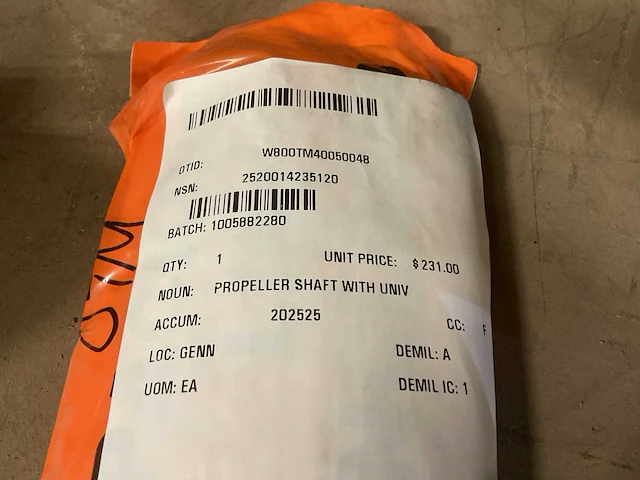 DTID: W800TM40050048
NSN: 2520014235120
BATCH: 1005882280
QTY: 1 UNIT PRICE: $231.00
NOUN: PROPELLER SHAFT WITH UNIV
ACCUM: 202525 CC: F
LOC: GENN DEMIL: A
UOM: EA DEMIL IC: 1